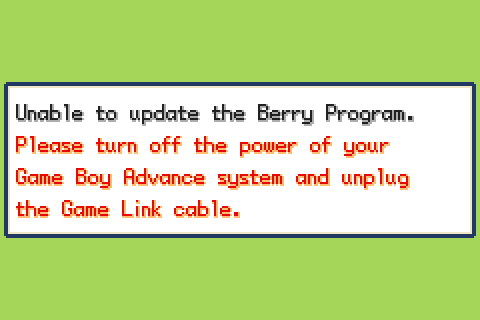 Unable to update the Berry Program.
Please turn off the power of your
Game Boy Advance system and unplug
the Game Link cable.